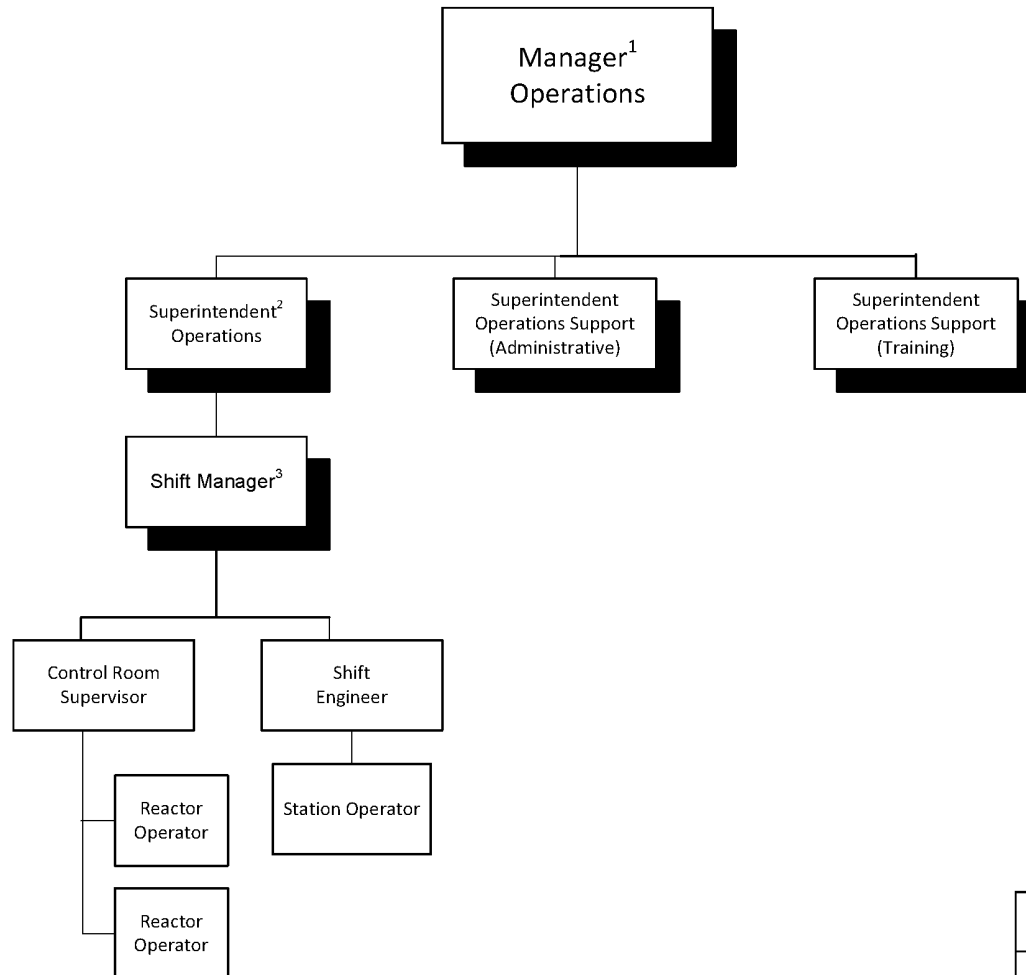 Manager¹
Operations
Superintendent²
Operations
Superintendent
Operations Support
(Administrative)
Superintendent
Operations Support
(Training)
Shift Manager³
Control Room
Supervisor
Shift
Engineer
Reactor
Operator
Station Operator
Reactor
Operator